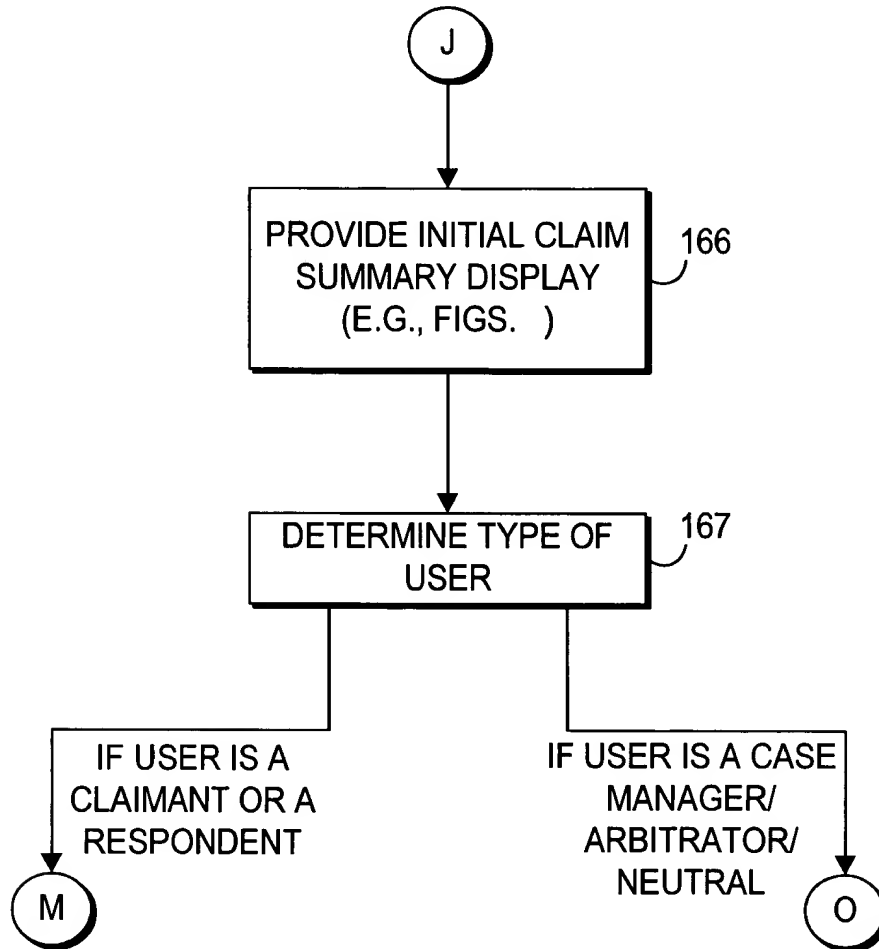 J
PROVIDE INITIAL CLAIM
SUMMARY DISPLAY
(E.G., FIGS. )
166
DETERMINE TYPE OF
USER
167
IF USER IS A
CLAIMANT OR A
RESPONDENT
IF USER IS A CASE
MANAGER/
ARBITRATOR/
NEUTRAL
M
O